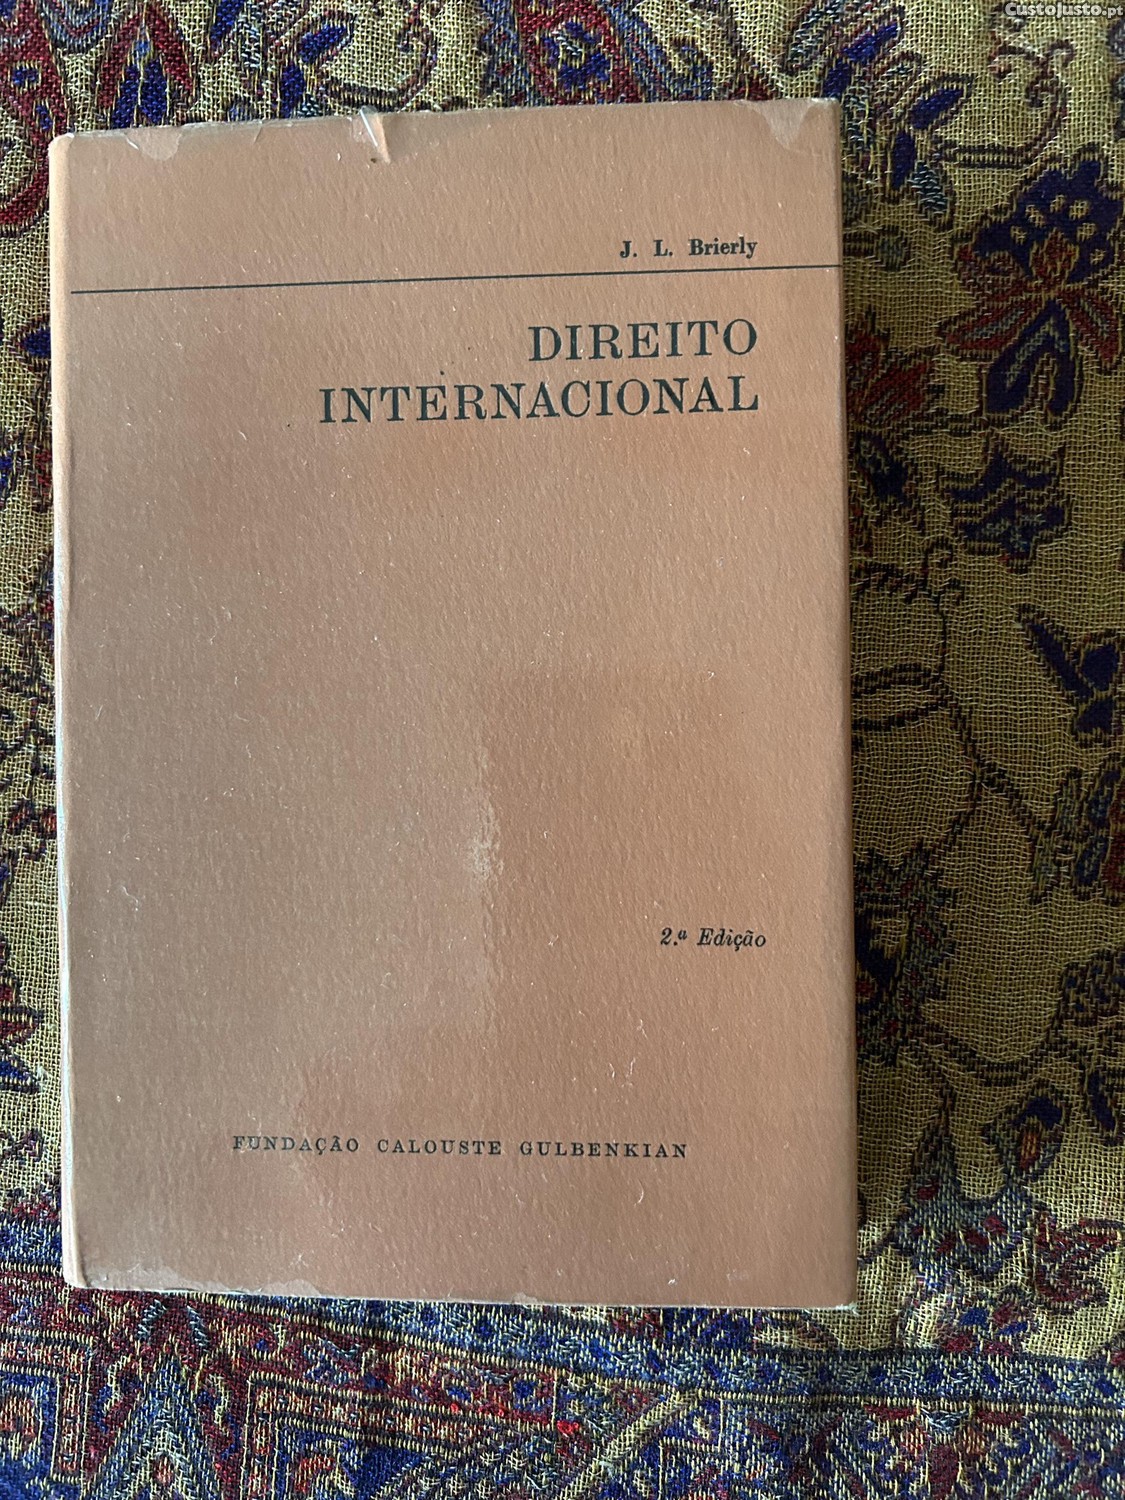 CustoJusto.pt
J. L. Brierly
DIREITO
INTERNACIONAL
2.ª Edição
FUNDAÇÃO CALOUSTE GULBENKIAN